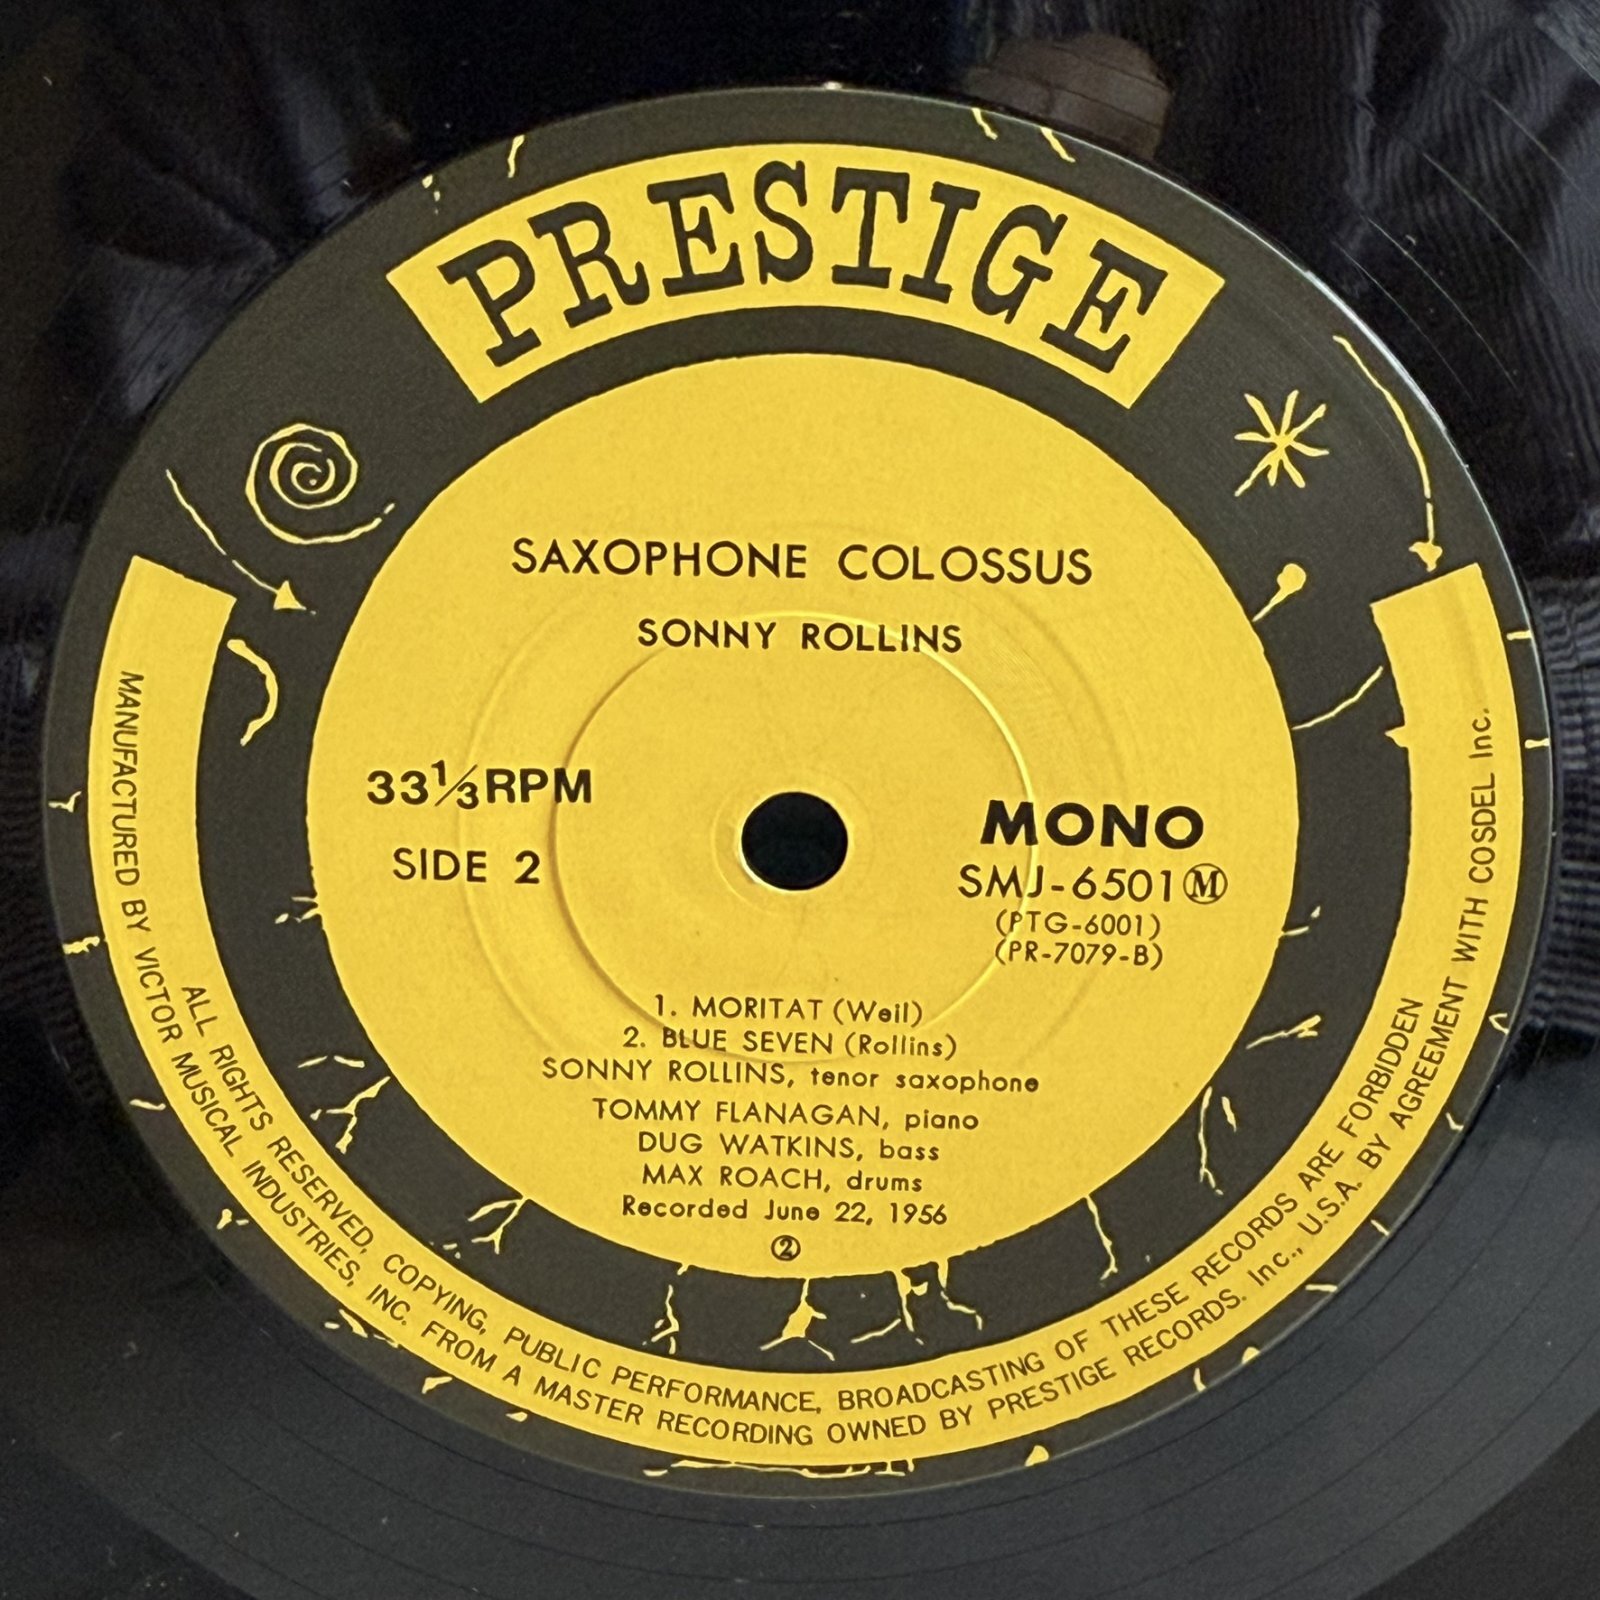 PRESTIGE
SAXOPHONE COLOSSUS
SONNY ROLLINS
33⅓RPM
SIDE 2
MONO
SMJ-6501Ⓜ
(PTG-6001)
(PR-7079-B)
1. MORITAT (Weil)
2. BLUE SEVEN (Rollins)
SONNY ROLLINS, tenor saxophone
TOMMY FLANAGAN, piano
DUG WATKINS, bass
MAX ROACH, drums
Recorded June 22, 1956
②
ALL RIGHTS RESERVED, COPYING, PUBLIC PERFORMANCE, BROADCASTING OF THESE RECORDS ARE FORBIDDEN
MANUFACTURED BY VICTOR MUSICAL INDUSTRIES, INC. FROM A MASTER RECORDING OWNED BY PRESTIGE RECORDS. Inc., U.S.A. BY AGREEMENT WITH COSDEL Inc.